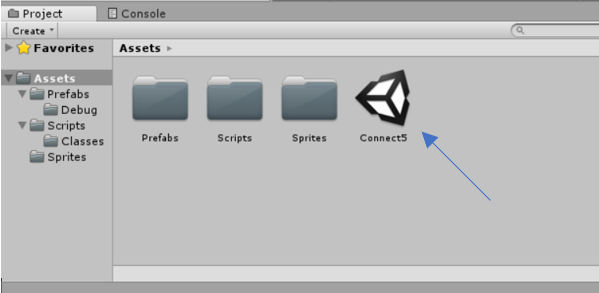 Project Console
Create
Favorites Assets
Assets
Prefabs
Debug
Scripts
Classes
Sprites
Prefabs Scripts Sprites Connect5